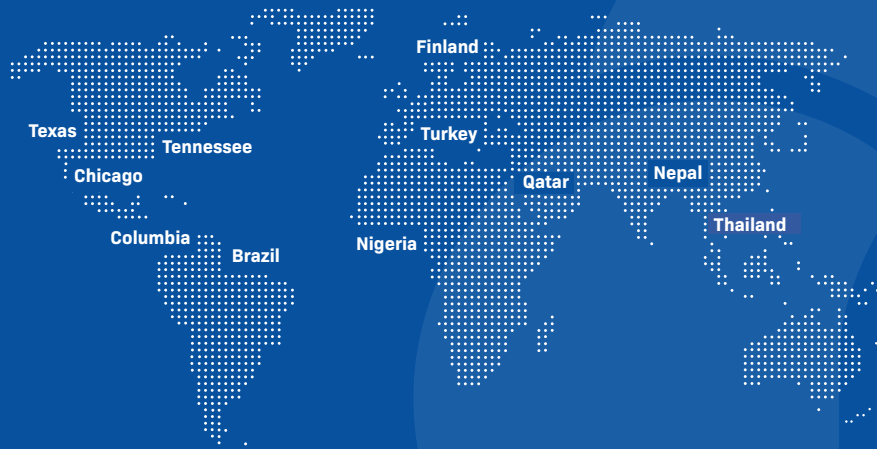 Finland
Texas
Turkey
Tennessee
Chicago
Qatar
Nepal
Thailand
Columbia
Nigeria
Brazil